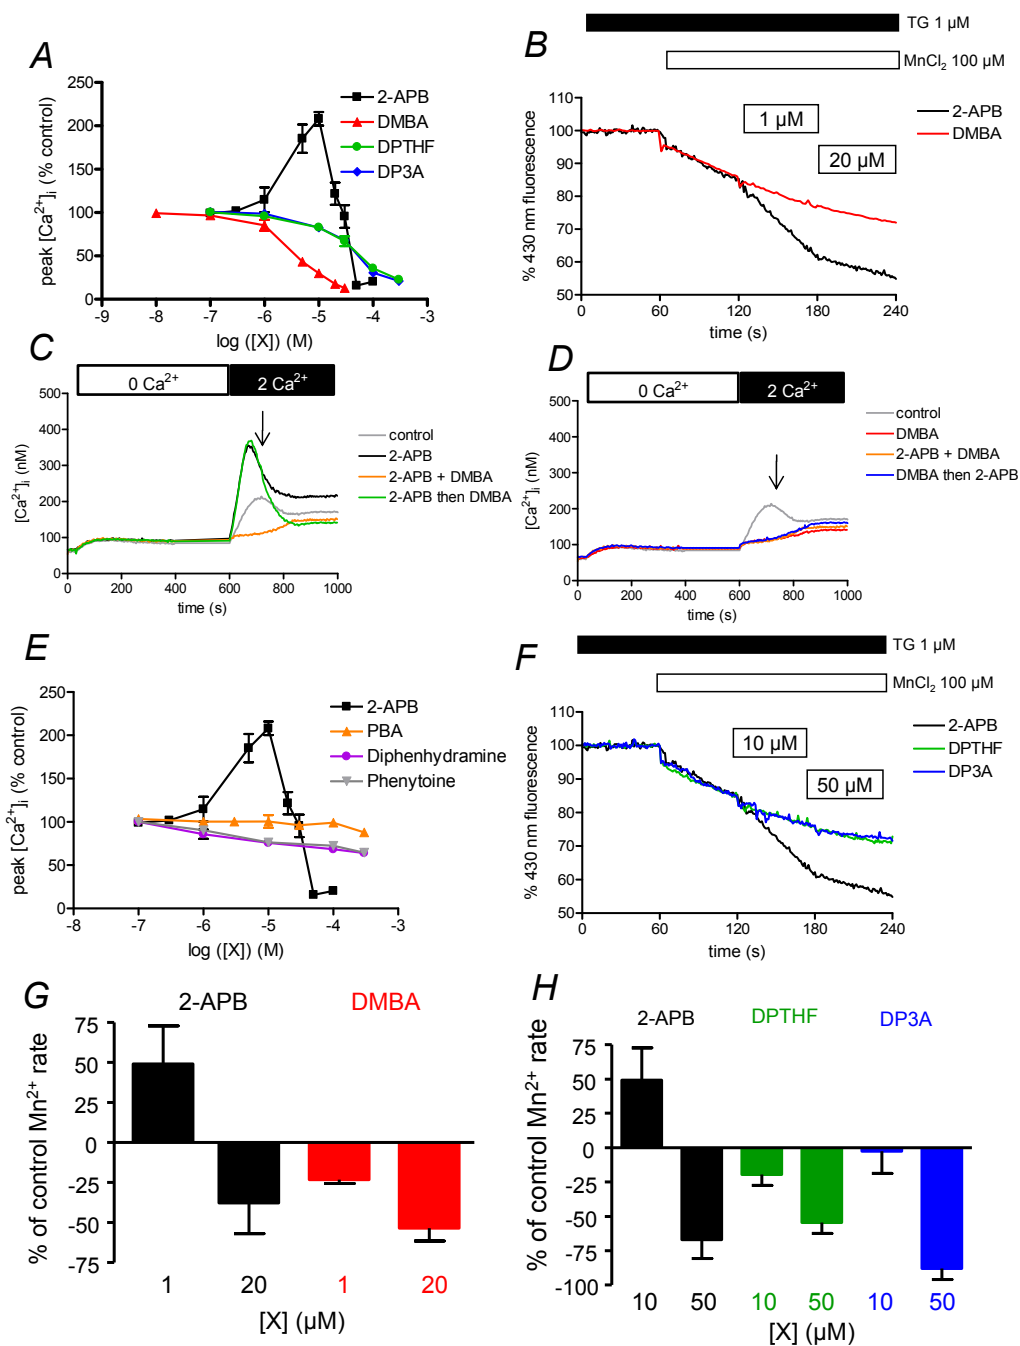 A
peak [Ca²⁺]ᵢ (% control)
250
200
150
100
50
0
-9 -8 -7 -6 -5 -4 -3
log ([X]) (M)
2-APB
DMBA
DPTHF
DP3A
B
TG 1 µM
MnCl₂ 100 µM
% 430 nm fluorescence
110
100
90
80
70
60
50
0 60 120 180 240
time (s)
1 µM
20 µM
2-APB
DMBA
C
0 Ca²⁺ 2 Ca²⁺
[Ca²⁺]ᵢ (nM)
500
400
300
200
100
0
0 200 400 600 800 1000
time (s)
control
2-APB
2-APB + DMBA
2-APB then DMBA
D
0 Ca²⁺ 2 Ca²⁺
[Ca²⁺]ᵢ (nM)
500
400
300
200
100
0
0 200 400 600 800 1000
time (s)
control
DMBA
2-APB + DMBA
DMBA then 2-APB
E
peak [Ca²⁺]ᵢ (% control)
250
200
150
100
50
0
-8 -7 -6 -5 -4 -3
log ([X]) (M)
2-APB
PBA
Diphenhydramine
Phenytoine
F
TG 1 µM
MnCl₂ 100 µM
% 430 nm fluorescence
110
100
90
80
70
60
50
0 60 120 180 240
time (s)
10 µM
50 µM
2-APB
DPTHF
DP3A
G
2-APB DMBA
% of control Mn²⁺ rate
75
50
25
0
-25
-50
-75
1 20 1 20
[X] (µM)
H
2-APB DPTHF DP3A
% of control Mn²⁺ rate
75
50
25
0
-25
-50
-75
-100
10 50 10 50 10 50
[X] (µM)